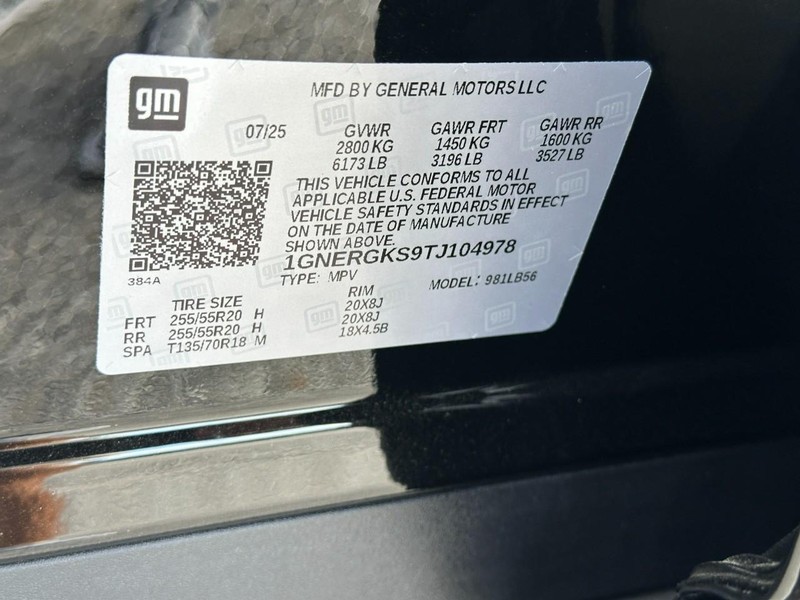 gm
MFD BY GENERAL MOTORS LLC
07/25 GVWR GAWR FRT GAWR RR
2800 KG 1450 KG 1600 KG
6173 LB 3196 LB 3527 LB
THIS VEHICLE CONFORMS TO ALL
APPLICABLE U.S. FEDERAL MOTOR
VEHICLE SAFETY STANDARDS IN EFFECT
ON THE DATE OF MANUFACTURE
SHOWN ABOVE.
1GNERGKS9TJ104978
384A
TYPE: MPV MODEL: 981LB56
TIRE SIZE RIM
FRT 255/55R20 H 20X8J
RR 255/55R20 H 20X8J
SPA T135/70R18 M 18X4.5B